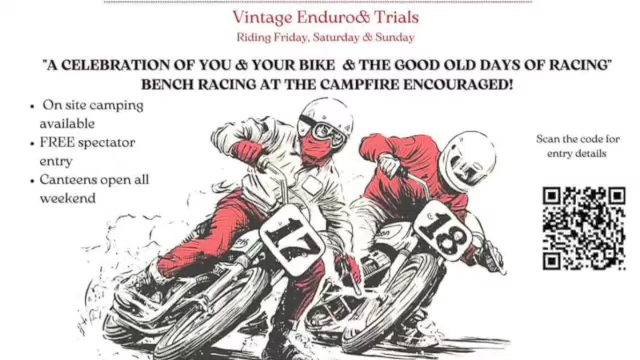 Vintage Enduro& Trials
Riding Friday, Saturday & Sunday
"A CELEBRATION OF YOU & YOUR BIKE & THE GOOD OLD DAYS OF RACING"
BENCH RACING AT THE CAMPFIRE ENCOURAGED!
• On site camping
available
• FREE spectator
entry
• Canteens open all
weekend
Scan the code for
entry details
17
18